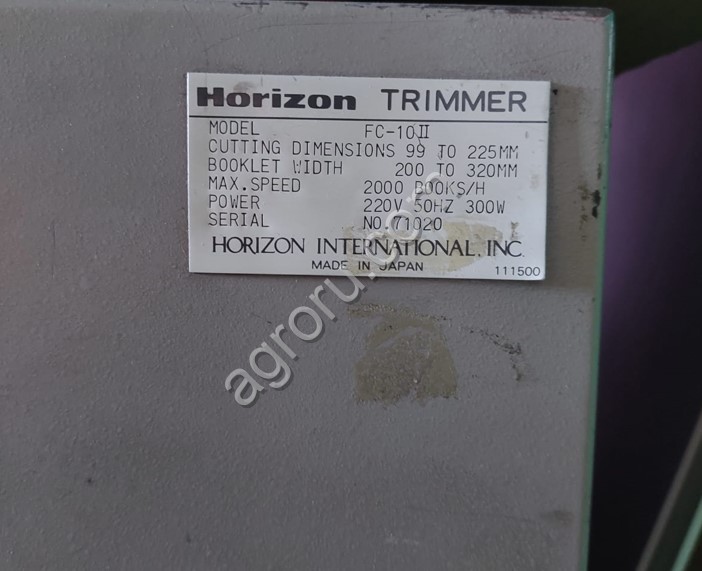 Horizon TRIMMER
MODEL FC-10II
CUTTING DIMENSIONS 99 TO 225MM
BOOKLET WIDTH 200 TO 320MM
MAX.SPEED 2000 BOOKS/H
POWER 220V 50HZ 300W
SERIAL NO.71020
HORIZON INTERNATIONAL, INC.
MADE IN JAPAN
111500
agroru.com